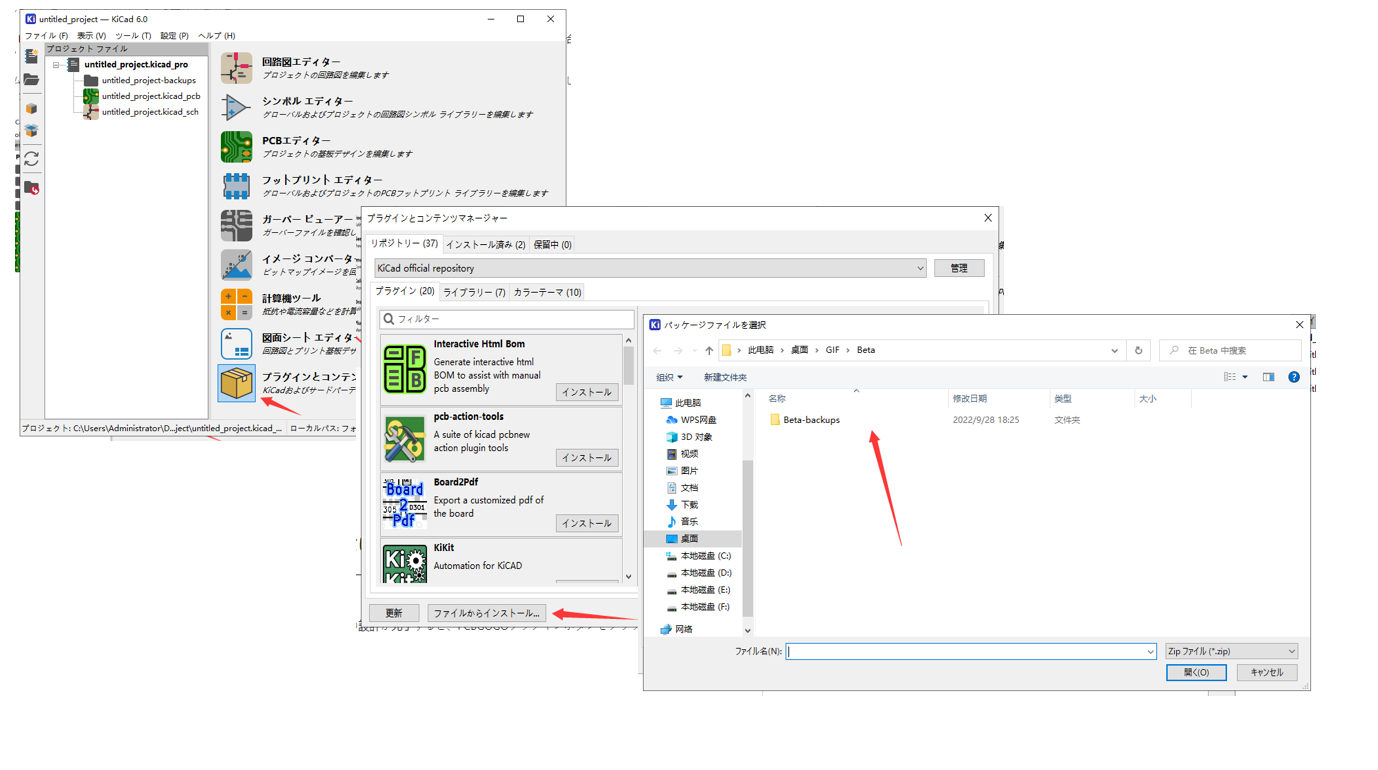 untitled_project — KiCad 6.0
ファイル (F) 表示 (V) ツール (T) 設定 (P) ヘルプ (H)
プロジェクト ファイル
untitled_project.kicad_pro
untitled_project-backups
untitled_project.kicad_pcb
untitled_project.kicad_sch
回路図エディター
プロジェクトの回路図を編集します
シンボル エディター
グローバルおよびプロジェクトの回路図シンボル ライブラリーを編集します
PCBエディター
プロジェクトの基板デザインを編集します
フットプリント エディター
グローバルおよびプロジェクトのPCBフットプリント ライブラリーを編集します
ガーバー ビューアー
ガーバーファイルを確認し
イメージ コンバータ
ビットマップイメージを回
計算機ツール
抵抗や電流容量などを計算
図面シート エディタ
回路図とプリント基板デザ
プラグインとコンテン
KiCadおよびサードパーテ
プロジェクト: C:\Users\Administrator\D...ject\untitled_project.kicad_... ローカルパス: フォ
プラグインとコンテンツマネージャー
リポジトリー (37) インストール済み (2) 保留中 (0)
KiCad official repository 管理
プラグイン (20) ライブラリー (7) カラーテーマ (10)
フィルター
Interactive Html Bom
Generate interactive html
BOM to assist with manual
pcb assembly
インストール
pcb-action-tools
A suite of kicad pcbnew
action plugin tools
インストール
Board2Pdf
Export a customized pdf of
the board
インストール
KiKit
Automation for KiCAD
更新 ファイルからインストール...
パッケージファイルを選択
此电脑 桌面 GIF Beta
在 Beta 中搜索
组织 新建文件夹
此电脑
WPS网盘
3D 对象
视频
图片
文档
下载
音乐
桌面
本地磁盘 (C:)
本地磁盘 (D:)
本地磁盘 (E:)
本地磁盘 (F:)
网络
名称 修改日期 类型 大小
Beta-backups 2022/9/28 18:25 文件夹
ファイル名(N): Zip ファイル (*.zip)
開く(O) キャンセル